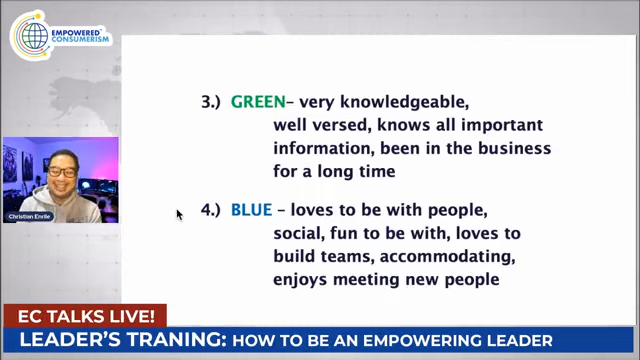 EMPOWERED
CONSUMERISM
3.) GREEN– very knowledgeable,
well versed, knows all important
information, been in the business
for a long time
4.) BLUE – loves to be with people,
social, fun to be with, loves to
build teams, accommodating,
enjoys meeting new people
Christian Enrile
EC TALKS LIVE!
LEADER'S TRANING: HOW TO BE AN EMPOWERING LEADER